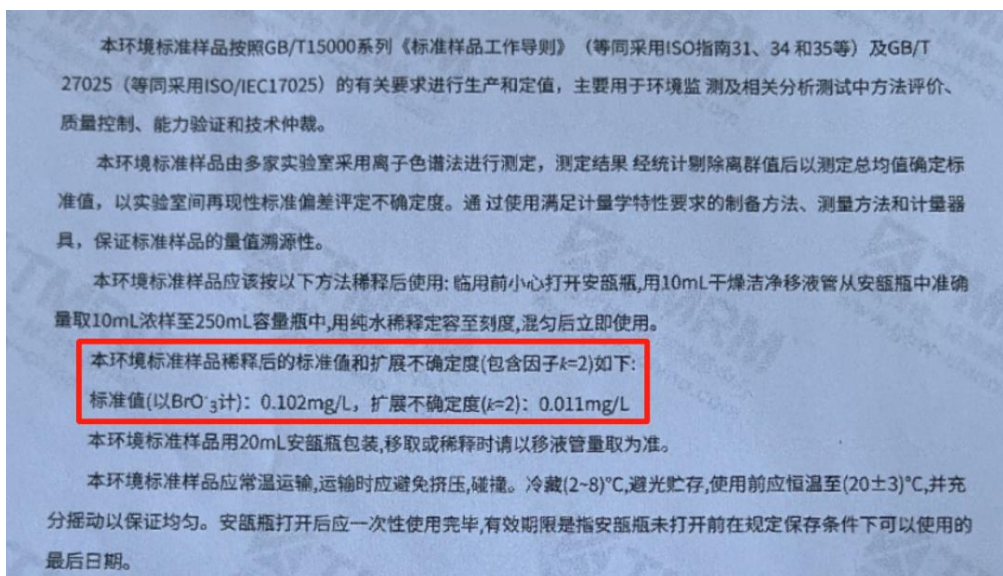 本环境标准样品按照GB/T15000系列《标准样品工作导则》（等同采用ISO指南31、34 和35等）及GB/T
27025（等同采用ISO/IEC17025）的有关要求进行生产和定值，主要用于环境监 测及相关分析测试中方法评价、
质量控制、能力验证和技术仲裁。
本环境标准样品由多家实验室采用离子色谱法进行测定，测定结果 经统计剔除离群值后以测定总均值确定标
准值，以实验室间再现性标准偏差评定不确定度。通 过使用满足计量学特性要求的制备方法、测量方法和计量器
具，保证标准样品的量值溯源性。
本环境标准样品应该按以下方法稀释后使用: 临用前小心打开安瓿瓶,用10mL干燥洁净移液管从安瓿瓶中准确
量取10mL浓样至250mL容量瓶中,用纯水稀释定容至刻度,混匀后立即使用。
本环境标准样品稀释后的标准值和扩展不确定度(包含因子k=2)如下:
标准值(以BrO⁻₃计)：0.102mg/L，扩展不确定度(k=2)：0.011mg/L
本环境标准样品用20mL安瓿瓶包装,移取或稀释时请以移液管量取为准。
本环境标准样品应常温运输,运输时应避免挤压,碰撞。冷藏(2~8)°C,避光贮存,使用前应恒温至(20±3)°C,并充
分摇动以保证均匀。安瓿瓶打开后应一次性使用完毕,有效期限是指安瓿瓶未打开前在规定保存条件下可以使用的
最后日期。